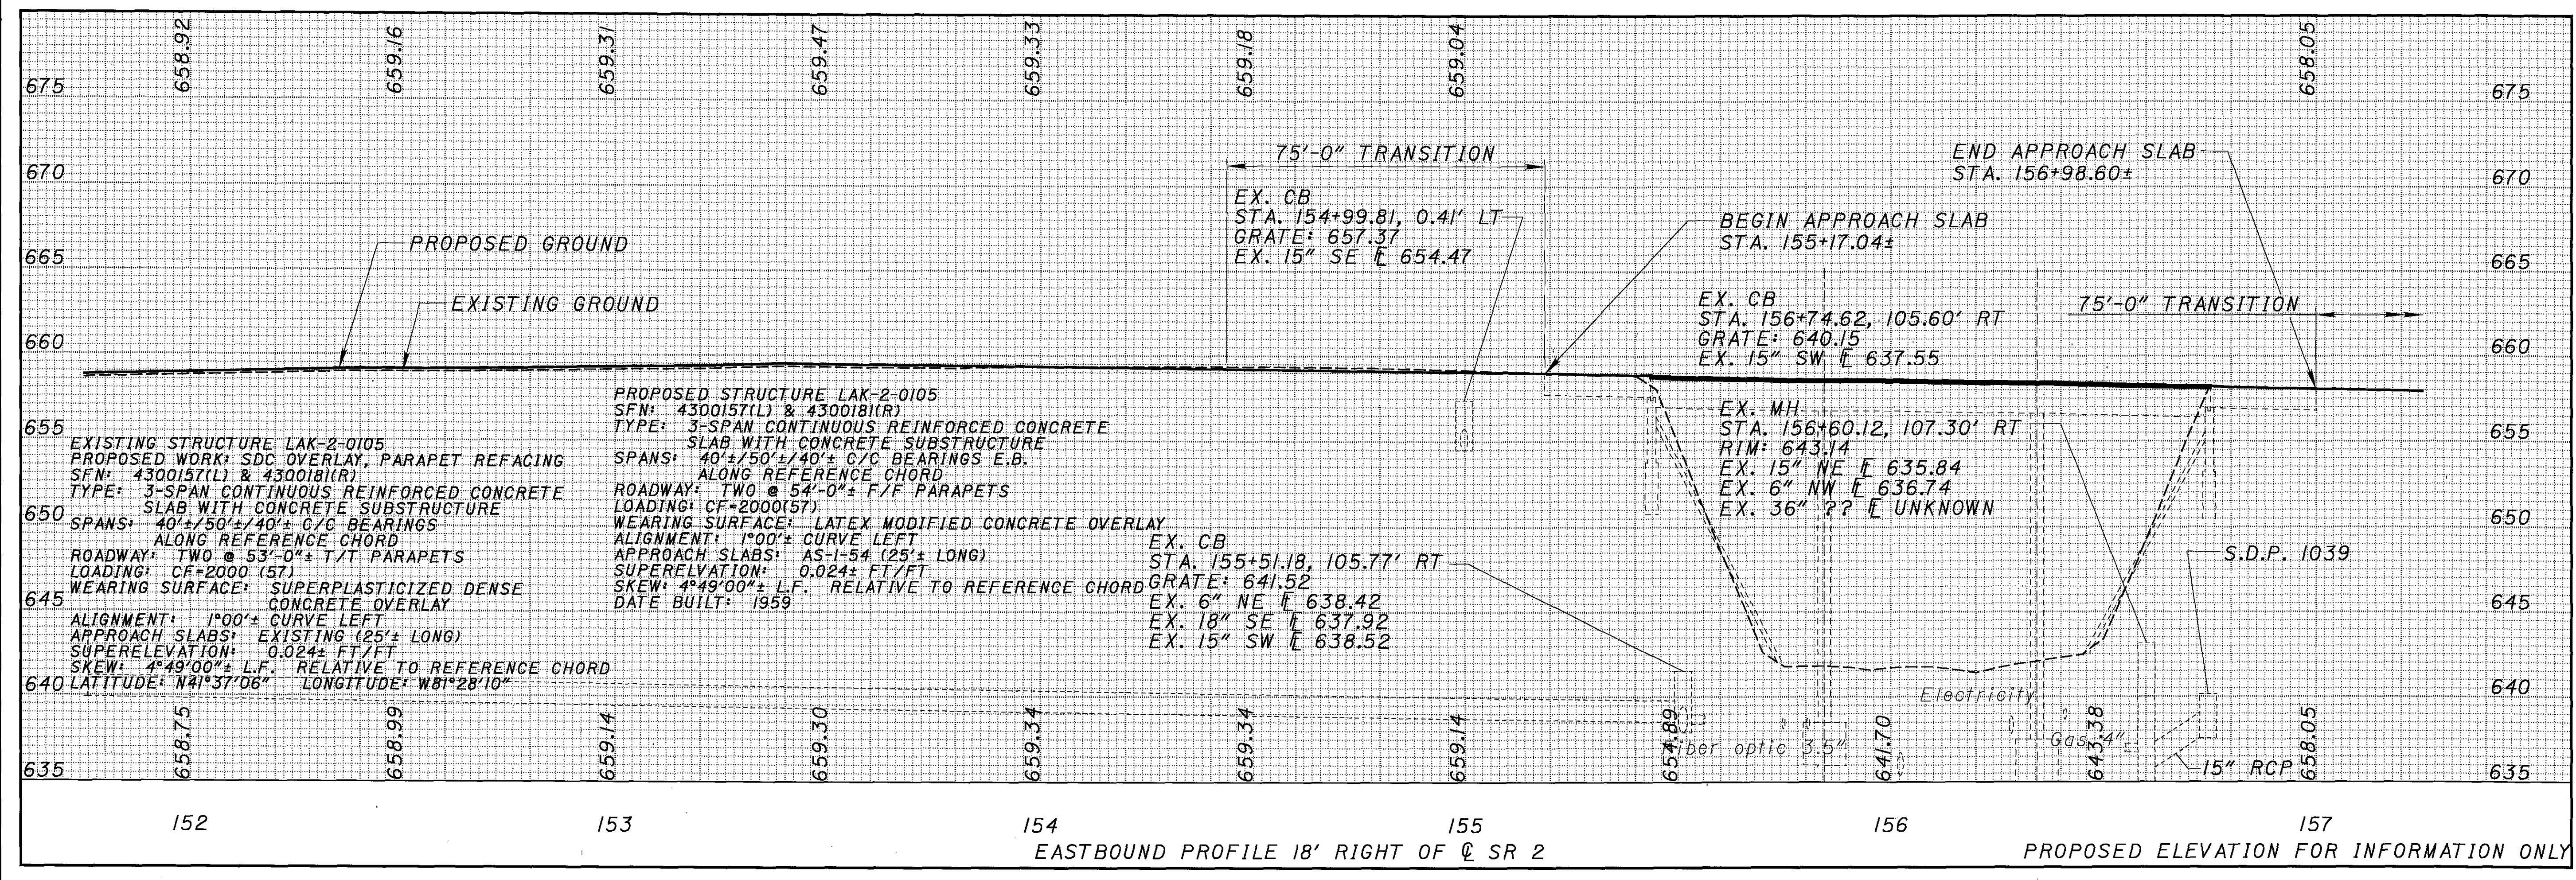 658.92
659.16
659.31
659.47
659.33
659.18
659.04
658.05
675
675
75'-0" TRANSITION
END APPROACH SLAB
STA. 156+98.60±
670
670
EX. CB
STA. 154+99.81, 0.41' LT
GRATE: 657.37
EX. 15" SE ℄ 654.47
BEGIN APPROACH SLAB
STA. 155+17.04±
PROPOSED GROUND
665
665
EXISTING GROUND
EX. CB
STA. 156+74.62, 105.60' RT
GRATE: 640.15
EX. 15" SW ℄ 637.55
75'-0" TRANSITION
660
660
PROPOSED STRUCTURE LAK-2-0105
SFN: 4300157(L) & 4300181(R)
TYPE: 3-SPAN CONTINUOUS REINFORCED CONCRETE
SLAB WITH CONCRETE SUBSTRUCTURE
SPANS: 40'±/50'±/40'± C/C BEARINGS E.B.
ALONG REFERENCE CHORD
ROADWAY: TWO @ 54'-0"± F/F PARAPETS
LOADING: CF=2000(57)
WEARING SURFACE: LATEX MODIFIED CONCRETE OVERLAY
ALIGNMENT: 1°00'± CURVE LEFT
APPROACH SLABS: AS-1-54 (25'± LONG)
SUPERELVATION: 0.024± FT/FT
SKEW: 4°49'00"± L.F. RELATIVE TO REFERENCE CHORD
DATE BUILT: 1959
655
655
EXISTING STRUCTURE LAK-2-0105
PROPOSED WORK: SDC OVERLAY, PARAPET REFACING
SFN: 4300157(L) & 4300181(R)
TYPE: 3-SPAN CONTINUOUS REINFORCED CONCRETE
SLAB WITH CONCRETE SUBSTRUCTURE
SPANS: 40'±/50'±/40'± C/C BEARINGS
ALONG REFERENCE CHORD
ROADWAY: TWO @ 53'-0"± T/T PARAPETS
LOADING: CF=2000 (57)
WEARING SURFACE: SUPERPLASTICIZED DENSE
CONCRETE OVERLAY
ALIGNMENT: 1°00'± CURVE LEFT
APPROACH SLABS: EXISTING (25'± LONG)
SUPERELEVATION: 0.024± FT/FT
SKEW: 4°49'00"± L.F. RELATIVE TO REFERENCE CHORD
LATITUDE: N41°37'06" LONGITUDE: W81°28'10"
EX. MH
STA. 156+60.12, 107.30' RT
RIM: 643.14
EX. 15" NE ℄ 635.84
EX. 6" NW ℄ 636.74
EX. 36" ?? ℄ UNKNOWN
650
650
EX. CB
STA. 155+51.18, 105.77' RT
GRATE: 641.52
EX. 6" NE ℄ 638.42
EX. 18" SE ℄ 637.92
EX. 15" SW ℄ 638.52
S.D.P. 1039
645
645
640
640
Electricity
iber optic 3.5"
Gas 4"
15" RCP
658.75
658.99
659.14
659.30
659.34
659.34
659.14
654.89
641.70
643.38
658.05
635
635
152
153
154
155
156
157
EASTBOUND PROFILE 18' RIGHT OF ℄ SR 2
PROPOSED ELEVATION FOR INFORMATION ONLY